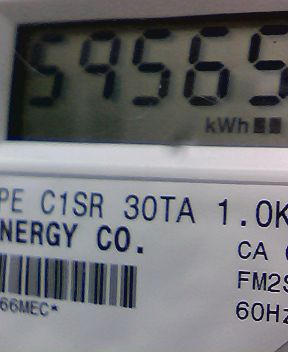 59565
kWh
PE C1SR 30TA 1.0K
NERGY CO.
CA
FM2S
66MEC*
60Hz